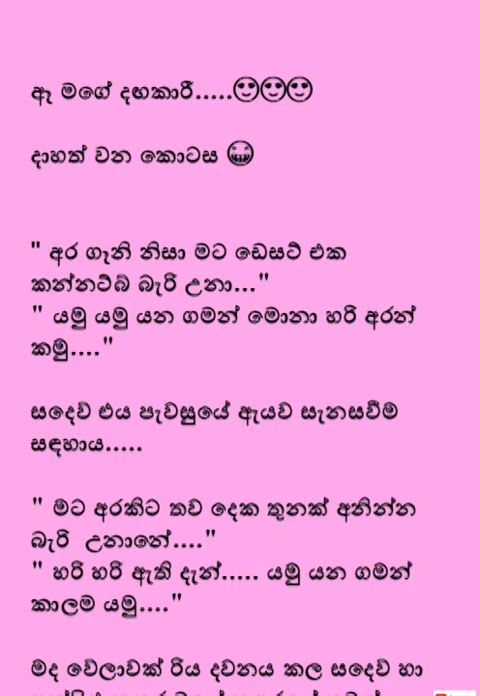 ඈ මගේ දඟකාරී.....😍😍😍
දාහත් වන කොටස 😁
" අර ගෑනි නිසා මට ඩෙසට් එක
කන්නට්බ් බැරි උනා..."
" යමු යමු යන ගමන් මොනා හරි අරන්
කමු...."
සදෙව් එය පැවසුයේ ඇයව සැනසවීම
සඳහාය.....
" මට අරකිට තව දෙක තුනක් අනින්න
බැරි  උනානේ...."
" හරි හරි ඇති දැන්..... යමු යන ගමන්
කාලම යමු...."
මද වෙලාවක් රිය දවනය කල සදෙව් හා